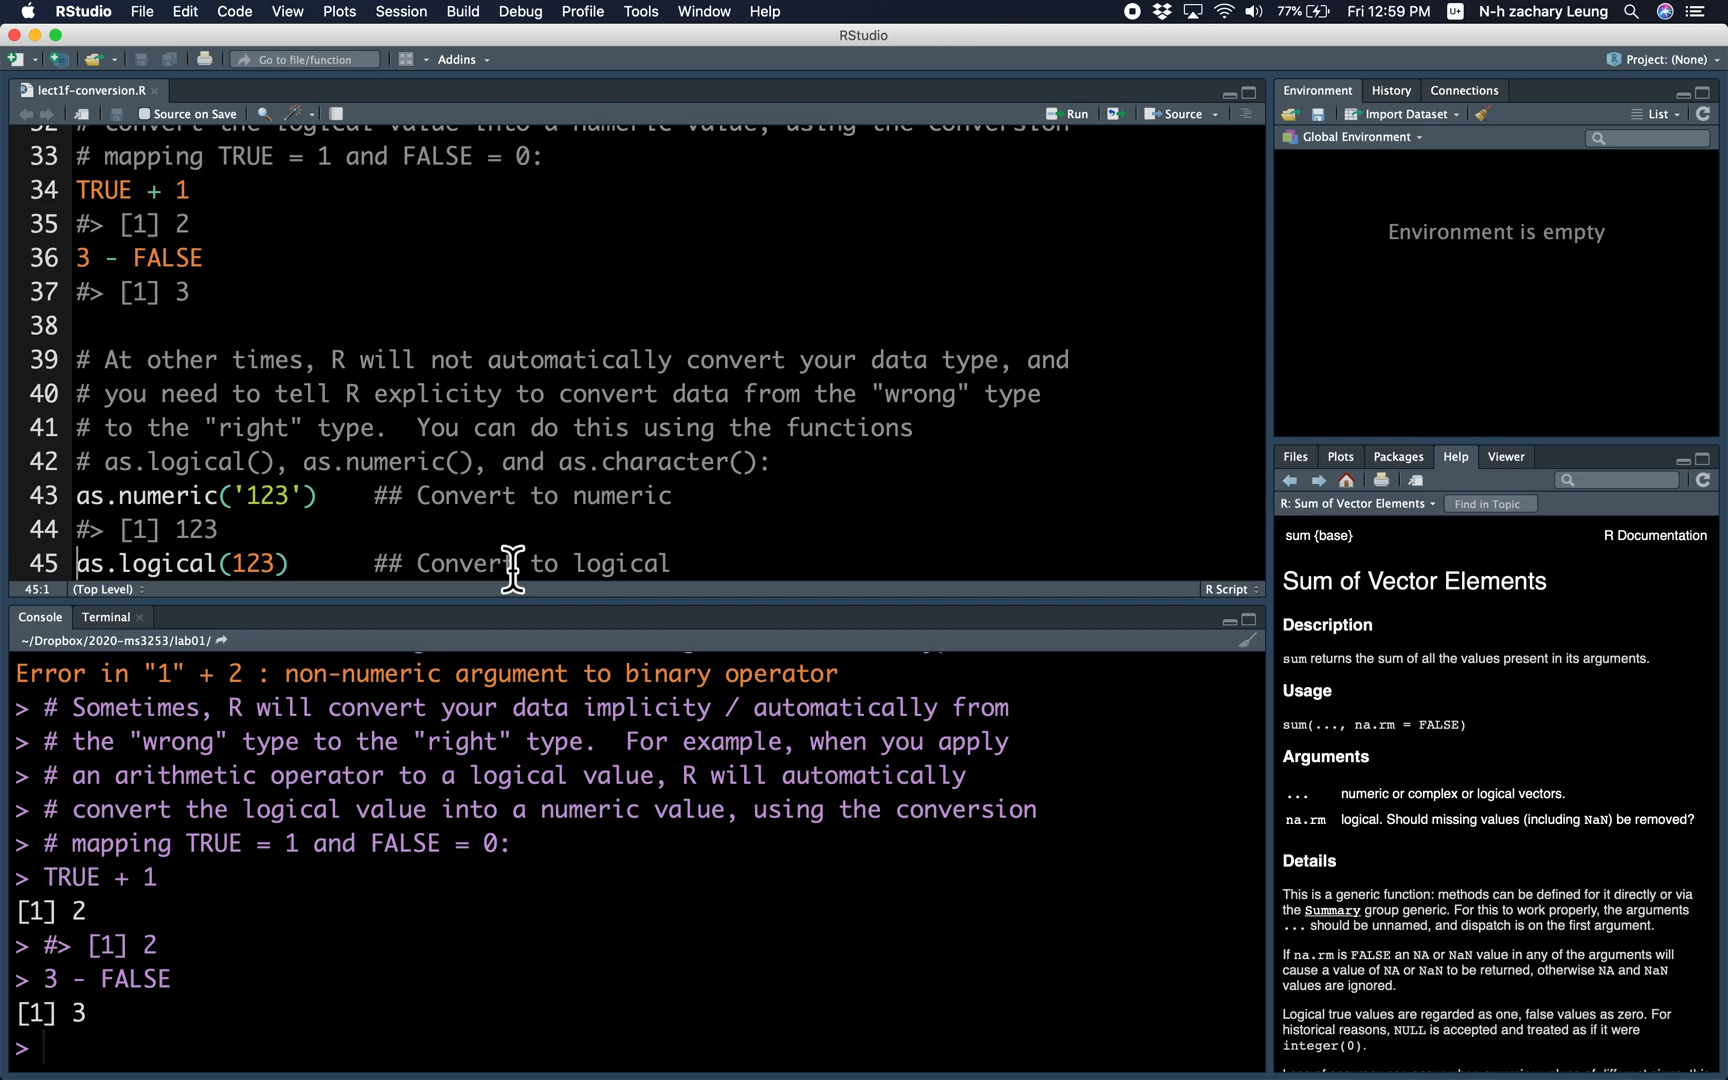 RStudio File Edit Code View Plots Session Build Debug Profile Tools Window Help 77% Fri 12:59 PM U+ N-h zachary Leung
RStudio
Go to file/function Addins Project: (None)
lect1f-conversion.R
Source on Save Run Source
32 # convert the logical value into a numeric value, using the conversion
33 # mapping TRUE = 1 and FALSE = 0:
34 TRUE + 1
35 #> [1] 2
36 3 - FALSE
37 #> [1] 3
38
39 # At other times, R will not automatically convert your data type, and
40 # you need to tell R explicity to convert data from the "wrong" type
41 # to the "right" type.  You can do this using the functions
42 # as.logical(), as.numeric(), and as.character():
43 as.numeric('123')    ## Convert to numeric
44 #> [1] 123
45 as.logical(123)      ## Convert to logical
45:1 (Top Level) R Script
Console Terminal
~/Dropbox/2020-ms3253/lab01/
Error in "1" + 2 : non-numeric argument to binary operator
> # Sometimes, R will convert your data implicity / automatically from
> # the "wrong" type to the "right" type.  For example, when you apply
> # an arithmetic operator to a logical value, R will automatically
> # convert the logical value into a numeric value, using the conversion
> # mapping TRUE = 1 and FALSE = 0:
> TRUE + 1
[1] 2
> #> [1] 2
> 3 - FALSE
[1] 3
>
Environment History Connections
Import Dataset List
Global Environment
Environment is empty
Files Plots Packages Help Viewer
R: Sum of Vector Elements Find in Topic
sum {base} R Documentation
Sum of Vector Elements
Description
sum returns the sum of all the values present in its arguments.
Usage
sum(..., na.rm = FALSE)
Arguments
... numeric or complex or logical vectors.
na.rm logical. Should missing values (including NaN) be removed?
Details
This is a generic function: methods can be defined for it directly or via
the Summary group generic. For this to work properly, the arguments
... should be unnamed, and dispatch is on the first argument.
If na.rm is FALSE an NA or NaN value in any of the arguments will
cause a value of NA or NaN to be returned, otherwise NA and NaN
values are ignored.
Logical true values are regarded as one, false values as zero. For
historical reasons, NULL is accepted and treated as if it were
integer(0).